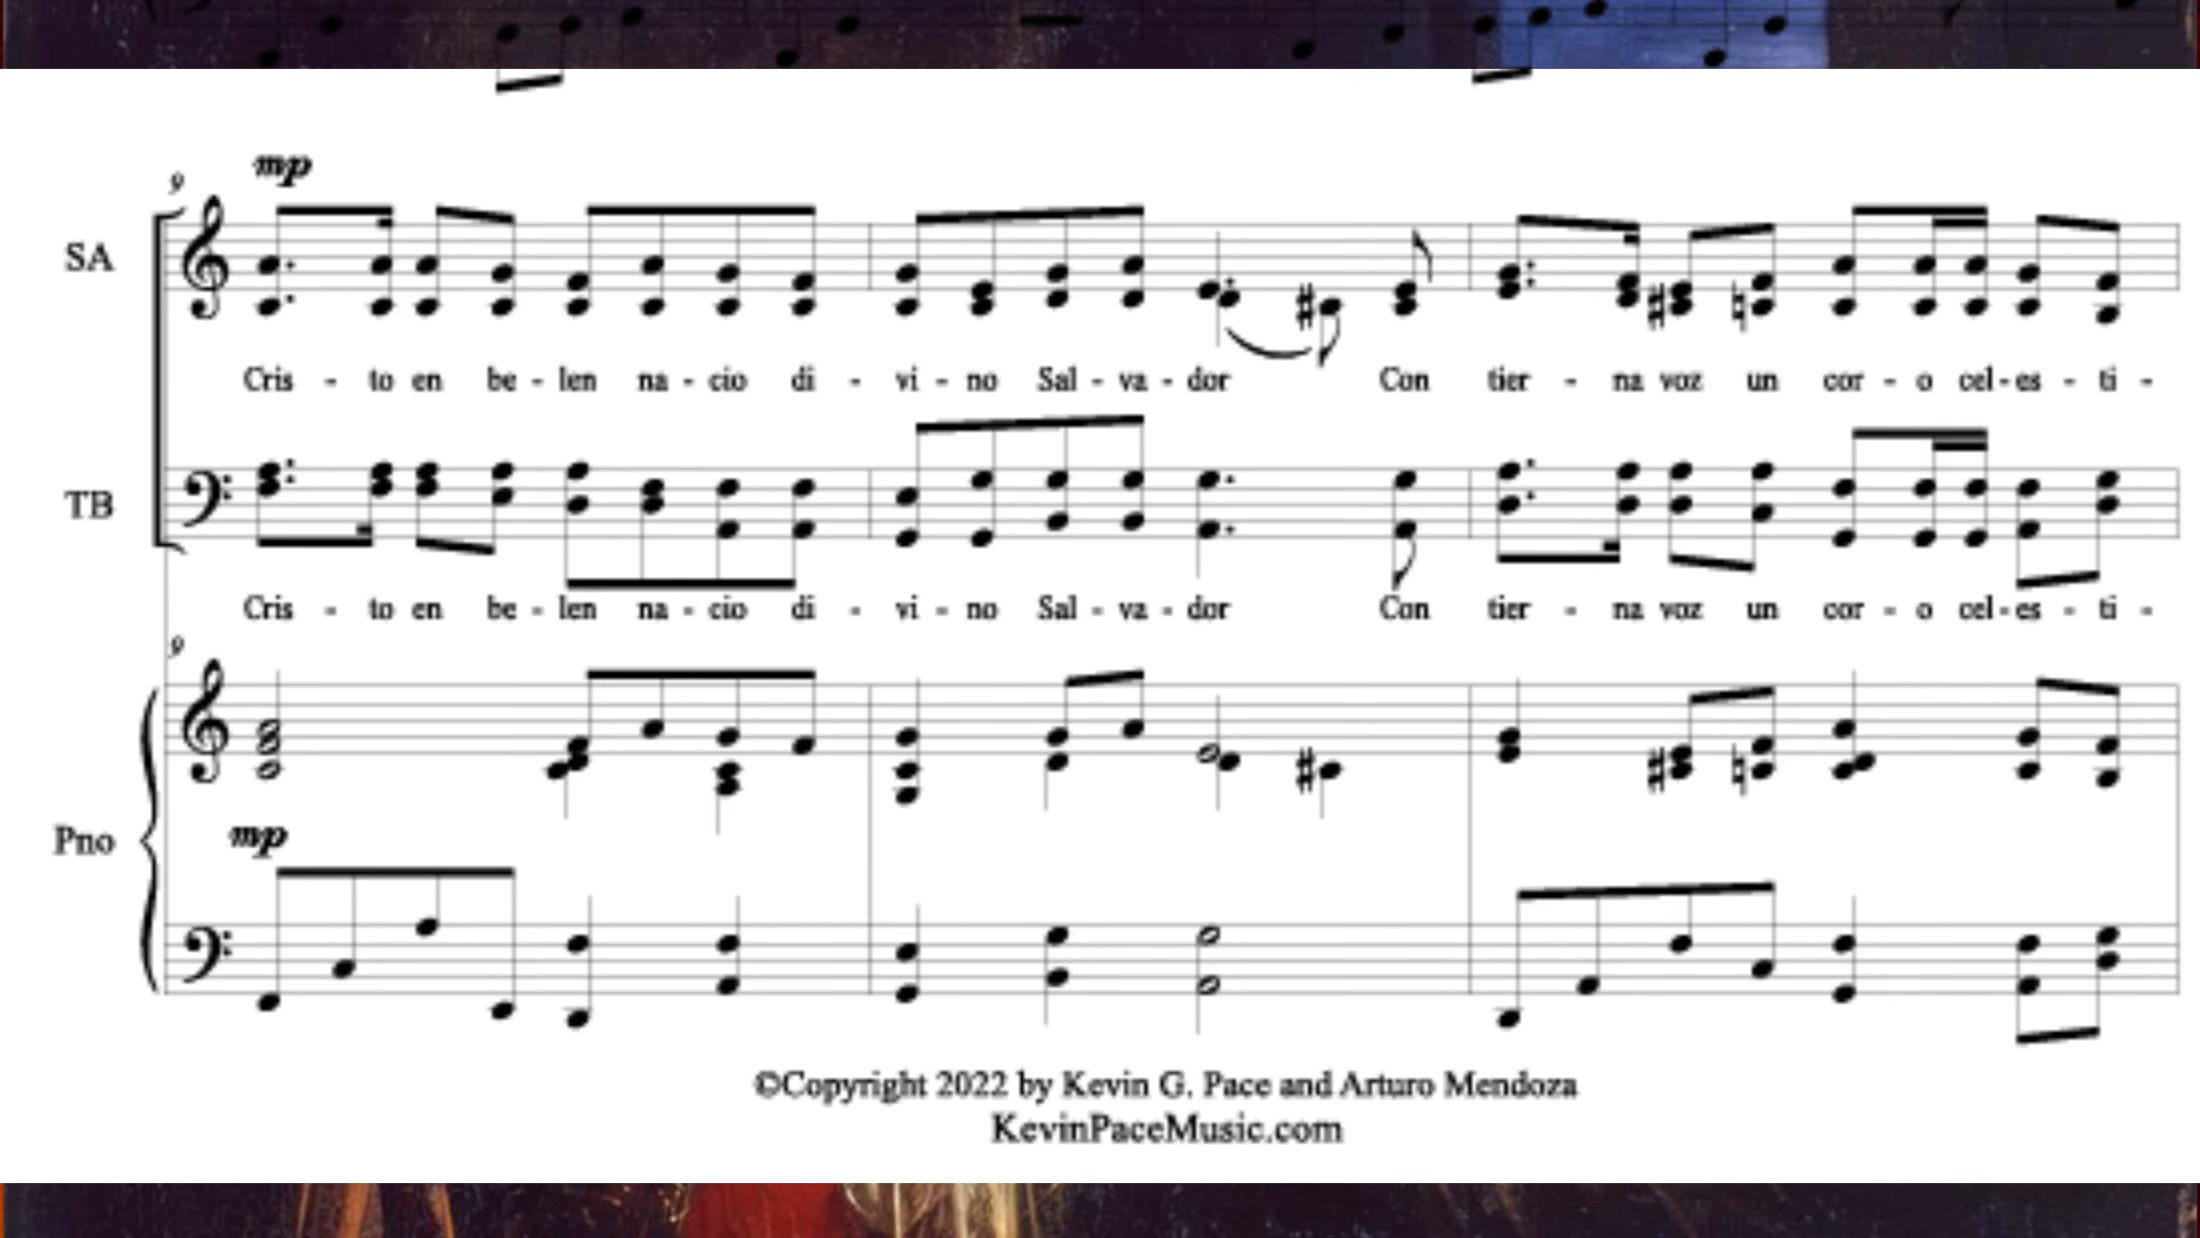 mp
9
SA
Cris - to en be - len na - cio di - vi - no Sal - va - dor Con tier - na voz un cor - o cel - es - ti -
TB
Cris - to en be - len na - cio di - vi - no Sal - va - dor Con tier - na voz un cor - o cel - es - ti -
9
mp
Pno
©Copyright 2022 by Kevin G. Pace and Arturo Mendoza
KevinPaceMusic.com